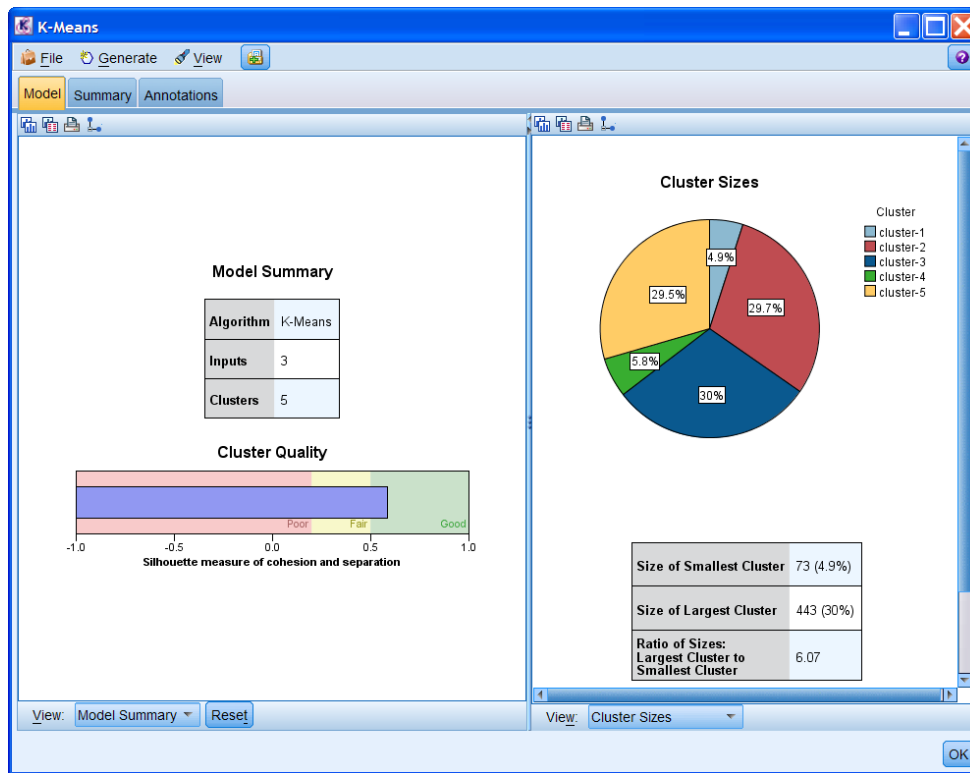 K-Means
File Generate View
Model Summary Annotations
Model Summary
Algorithm K-Means
Inputs 3
Clusters 5
Cluster Quality
Poor Fair Good
-1.0 -0.5 0.0 0.5 1.0
Silhouette measure of cohesion and separation
View: Model Summary Reset
Cluster Sizes
Cluster
cluster-1
cluster-2
cluster-3
cluster-4
cluster-5
4.9%
29.5%
29.7%
5.8%
30%
Size of Smallest Cluster 73 (4.9%)
Size of Largest Cluster 443 (30%)
Ratio of Sizes:
Largest Cluster to
Smallest Cluster
6.07
View: Cluster Sizes
OK